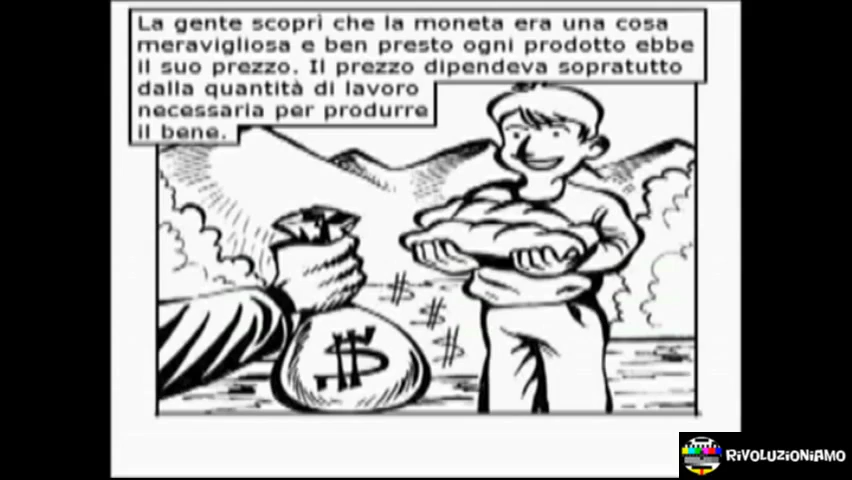 La gente scoprì che la moneta era una cosa
meravigliosa e ben presto ogni prodotto ebbe
il suo prezzo. Il prezzo dipendeva sopratutto
dalla quantità di lavoro
necessaria per produrre
il bene.
$
$
$
$
RiVOLUZIONIAMO